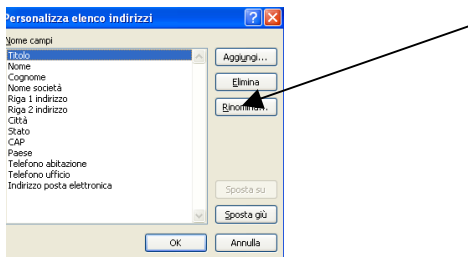 Personalizza elenco indirizzi
Nome campi
Titolo
Nome
Cognome
Nome società
Riga 1 indirizzo
Riga 2 indirizzo
Città
Stato
CAP
Paese
Telefono abitazione
Telefono ufficio
Indirizzo posta elettronica
Aggiungi...
Elimina
Rinomina...
Sposta su
Sposta giù
OK
Annulla